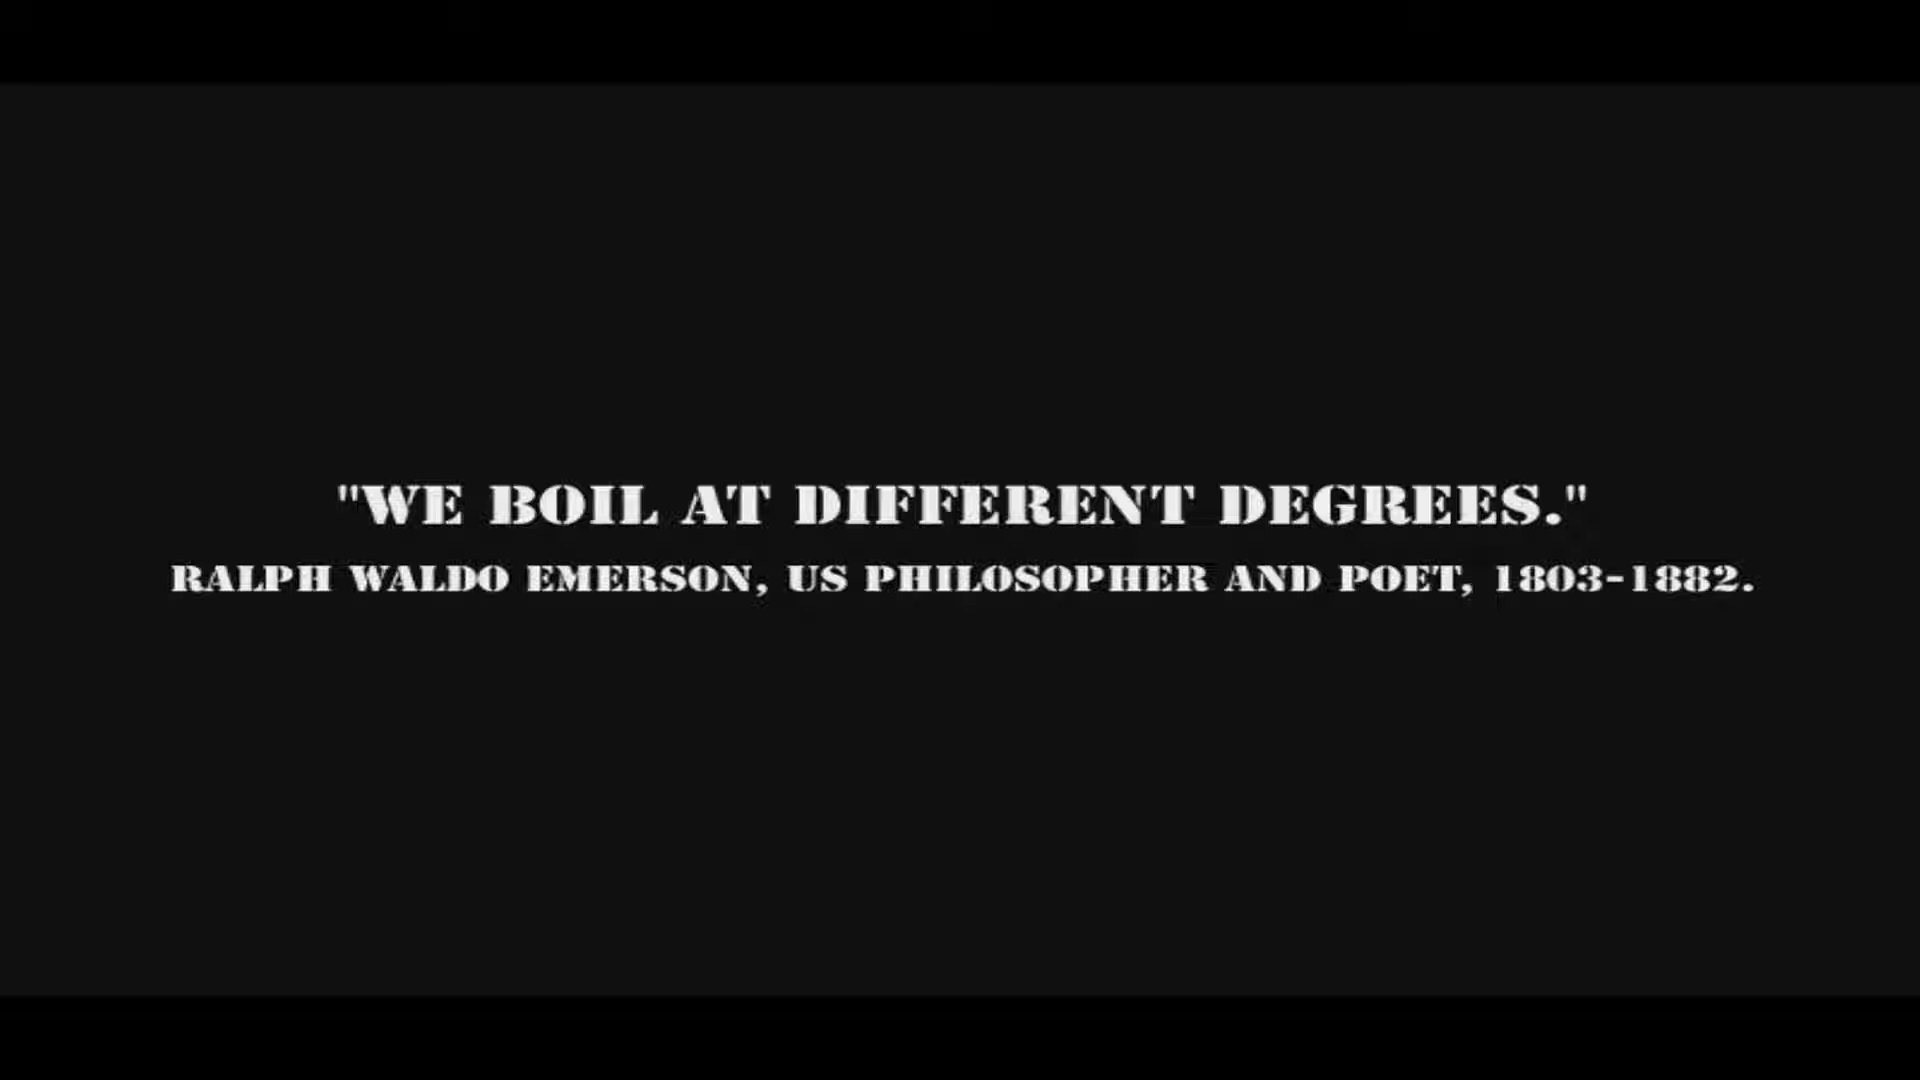 "WE BOIL AT DIFFERENT DEGREES."
RALPH WALDO EMERSON, US PHILOSOPHER AND POET, 1803-1882.